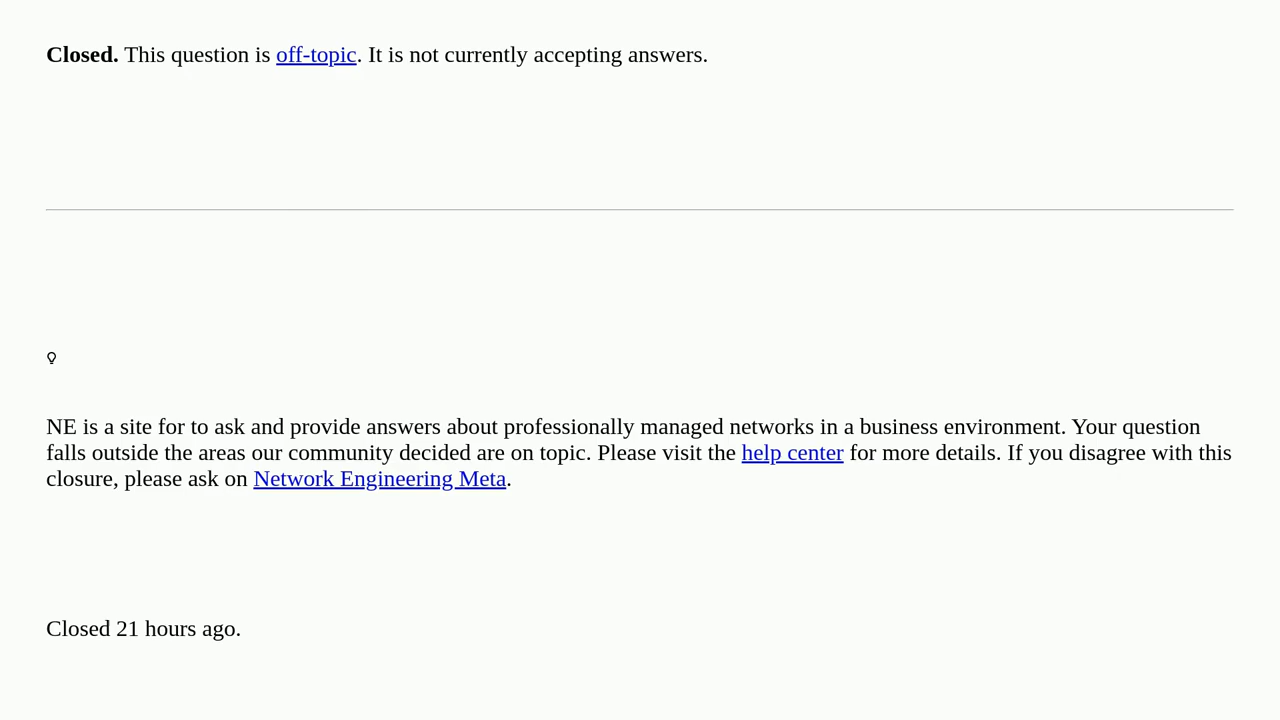 Closed. This question is off-topic. It is not currently accepting answers.
NE is a site for to ask and provide answers about professionally managed networks in a business environment. Your question
falls outside the areas our community decided are on topic. Please visit the help center for more details. If you disagree with this
closure, please ask on Network Engineering Meta.
Closed 21 hours ago.